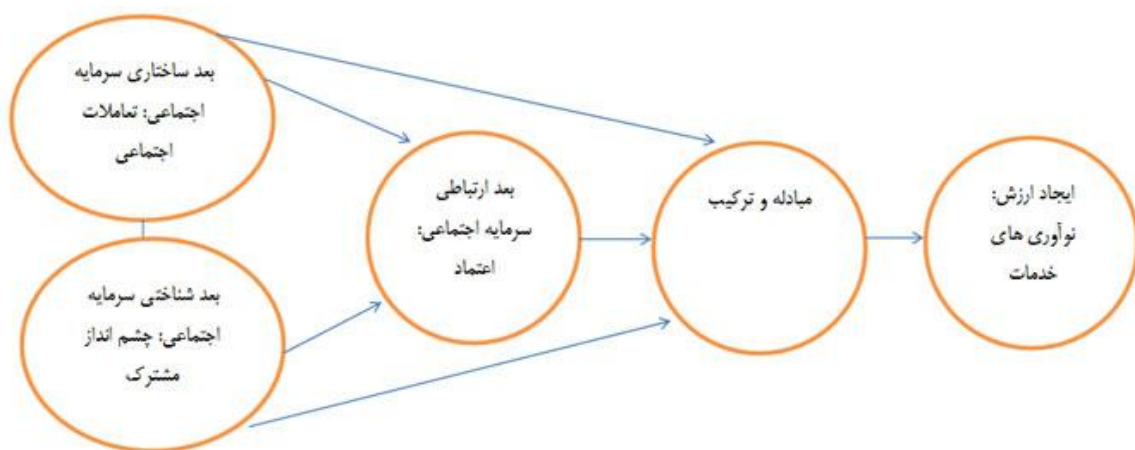 بعد ساختاری سرمایه
اجتماعی: تعاملات
اجتماعی
بعد شناختی سرمایه
اجتماعی: چشم انداز
مشترک
بعد ارتباطی
سرمایه اجتماعی:
اعتماد
مبادله و ترکیب
ایجاد ارزش:
نوآوری های
خدمات